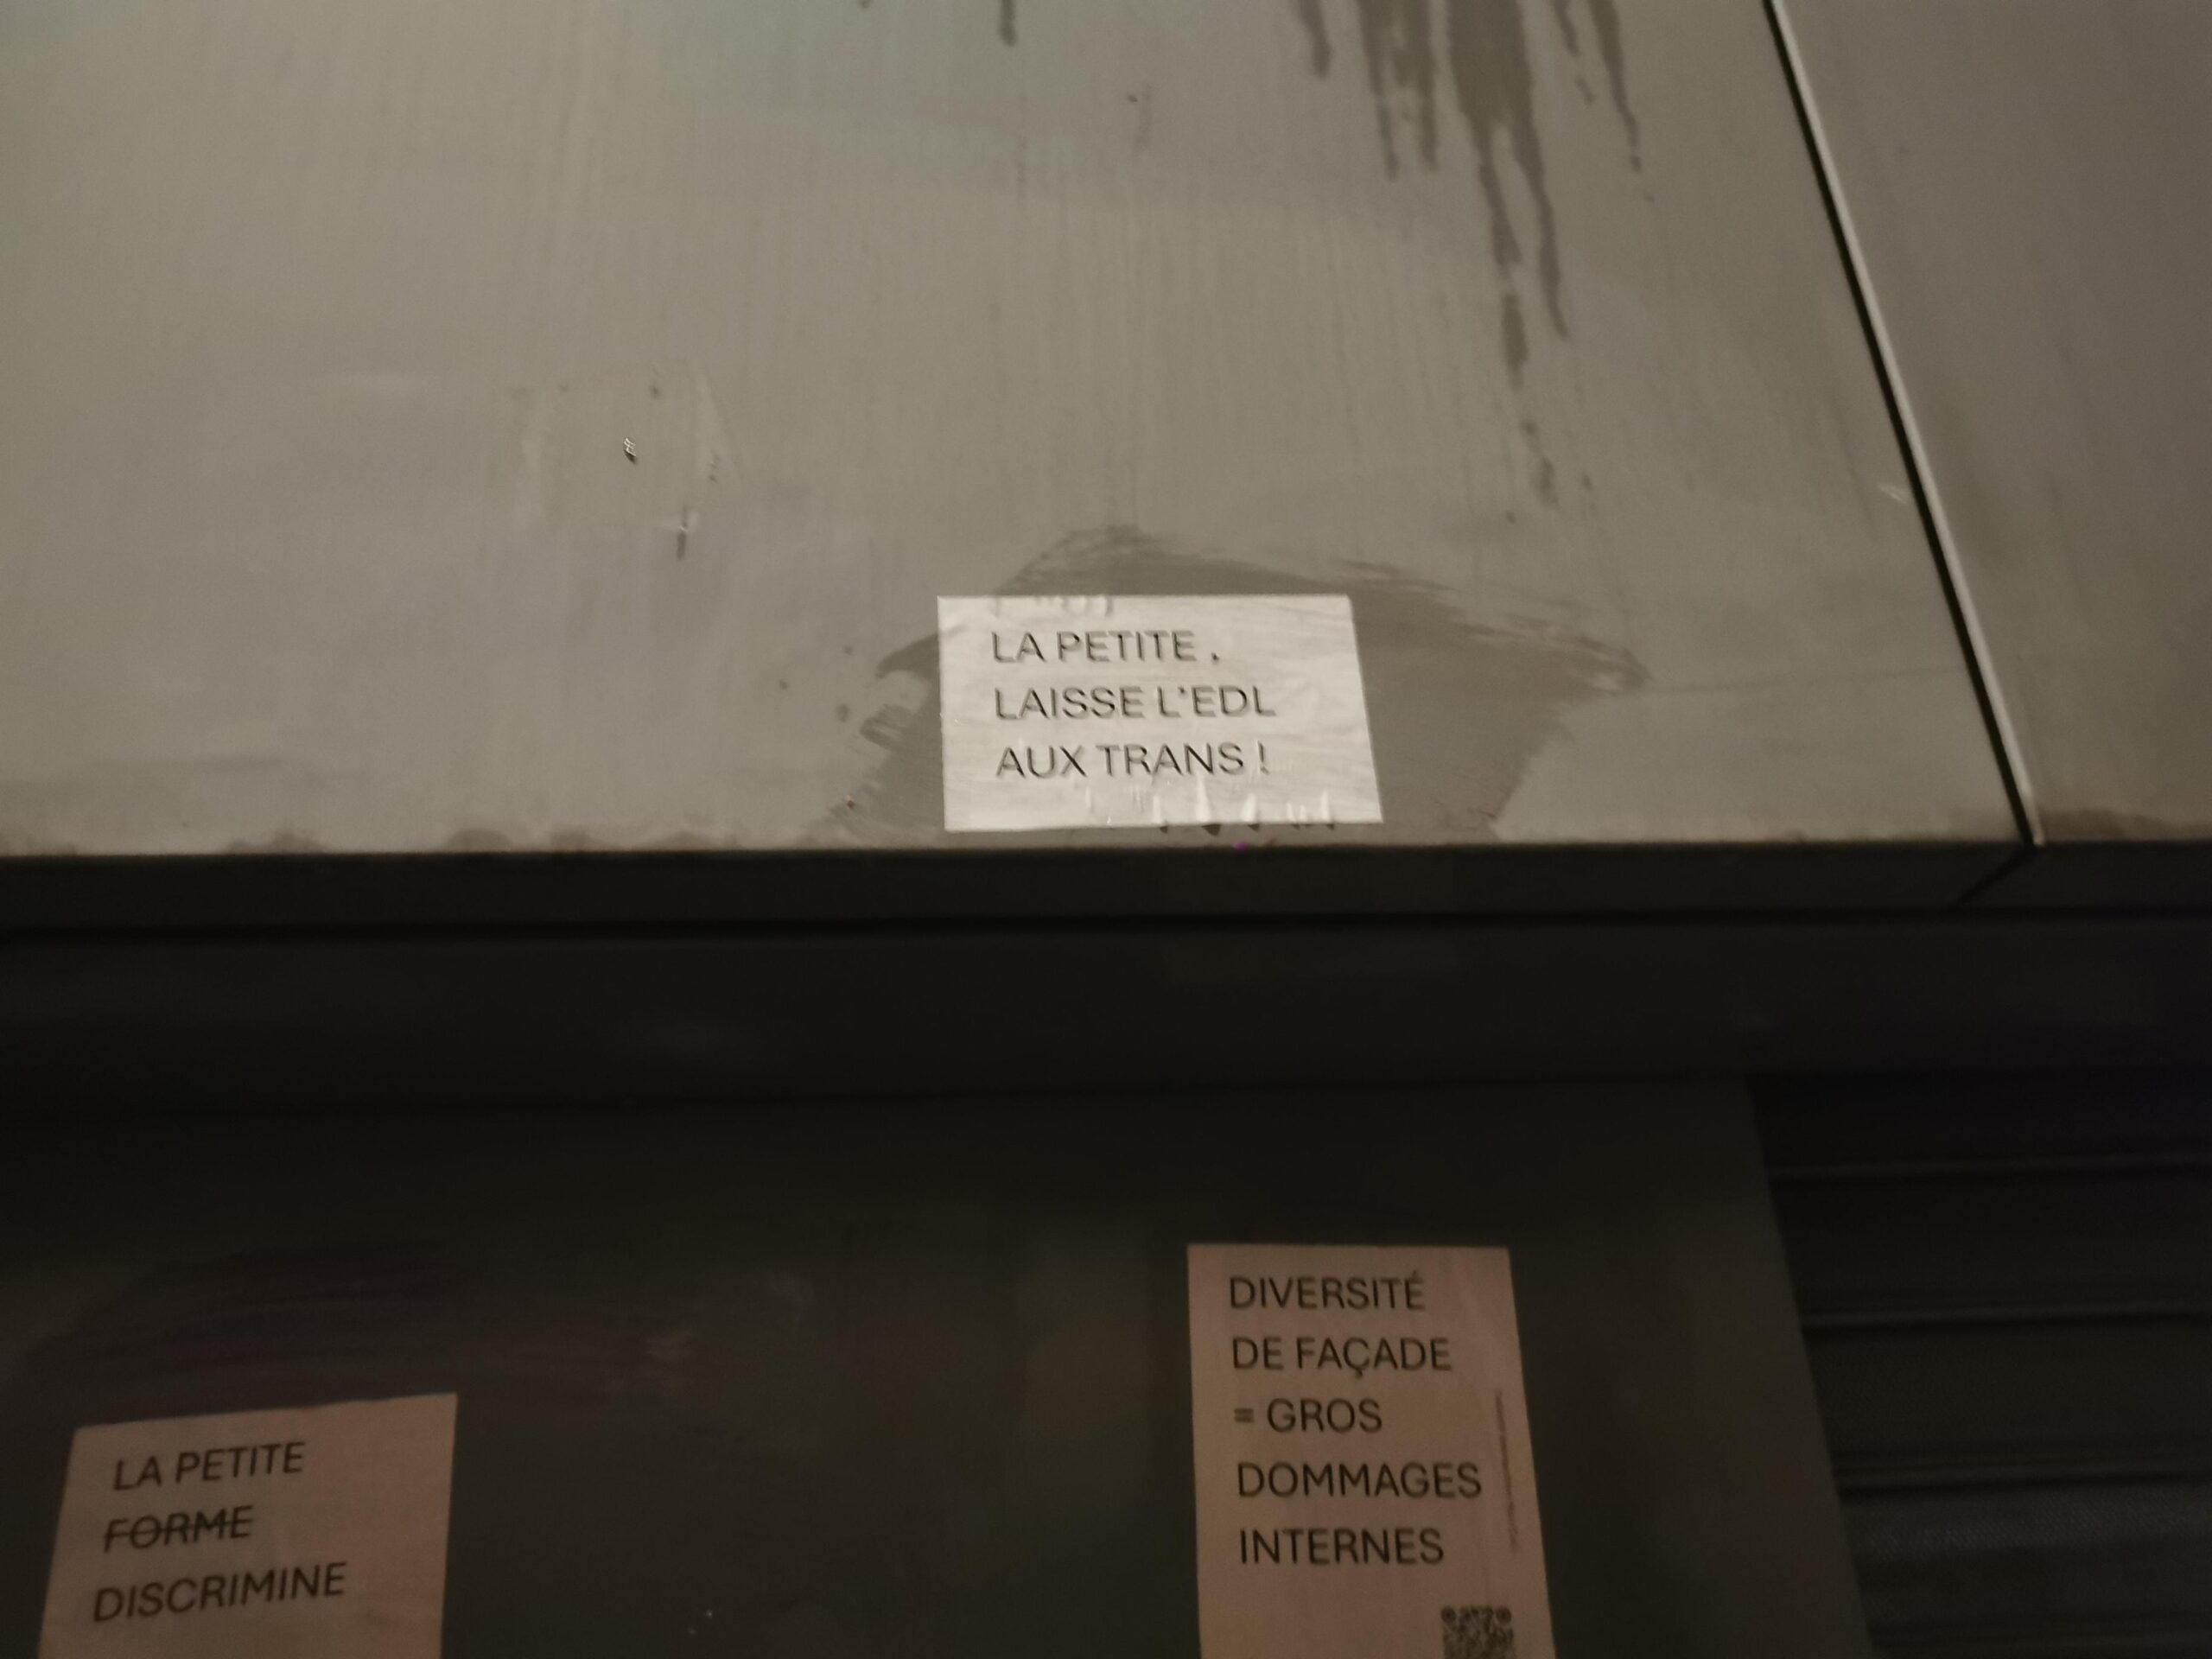 LA PETITE .
LAISSE L'EDL
AUX TRANS !
LA PETITE
FORME
DISCRIMINE
DIVERSITÉ
DE FAÇADE
= GROS
DOMMAGES
INTERNES